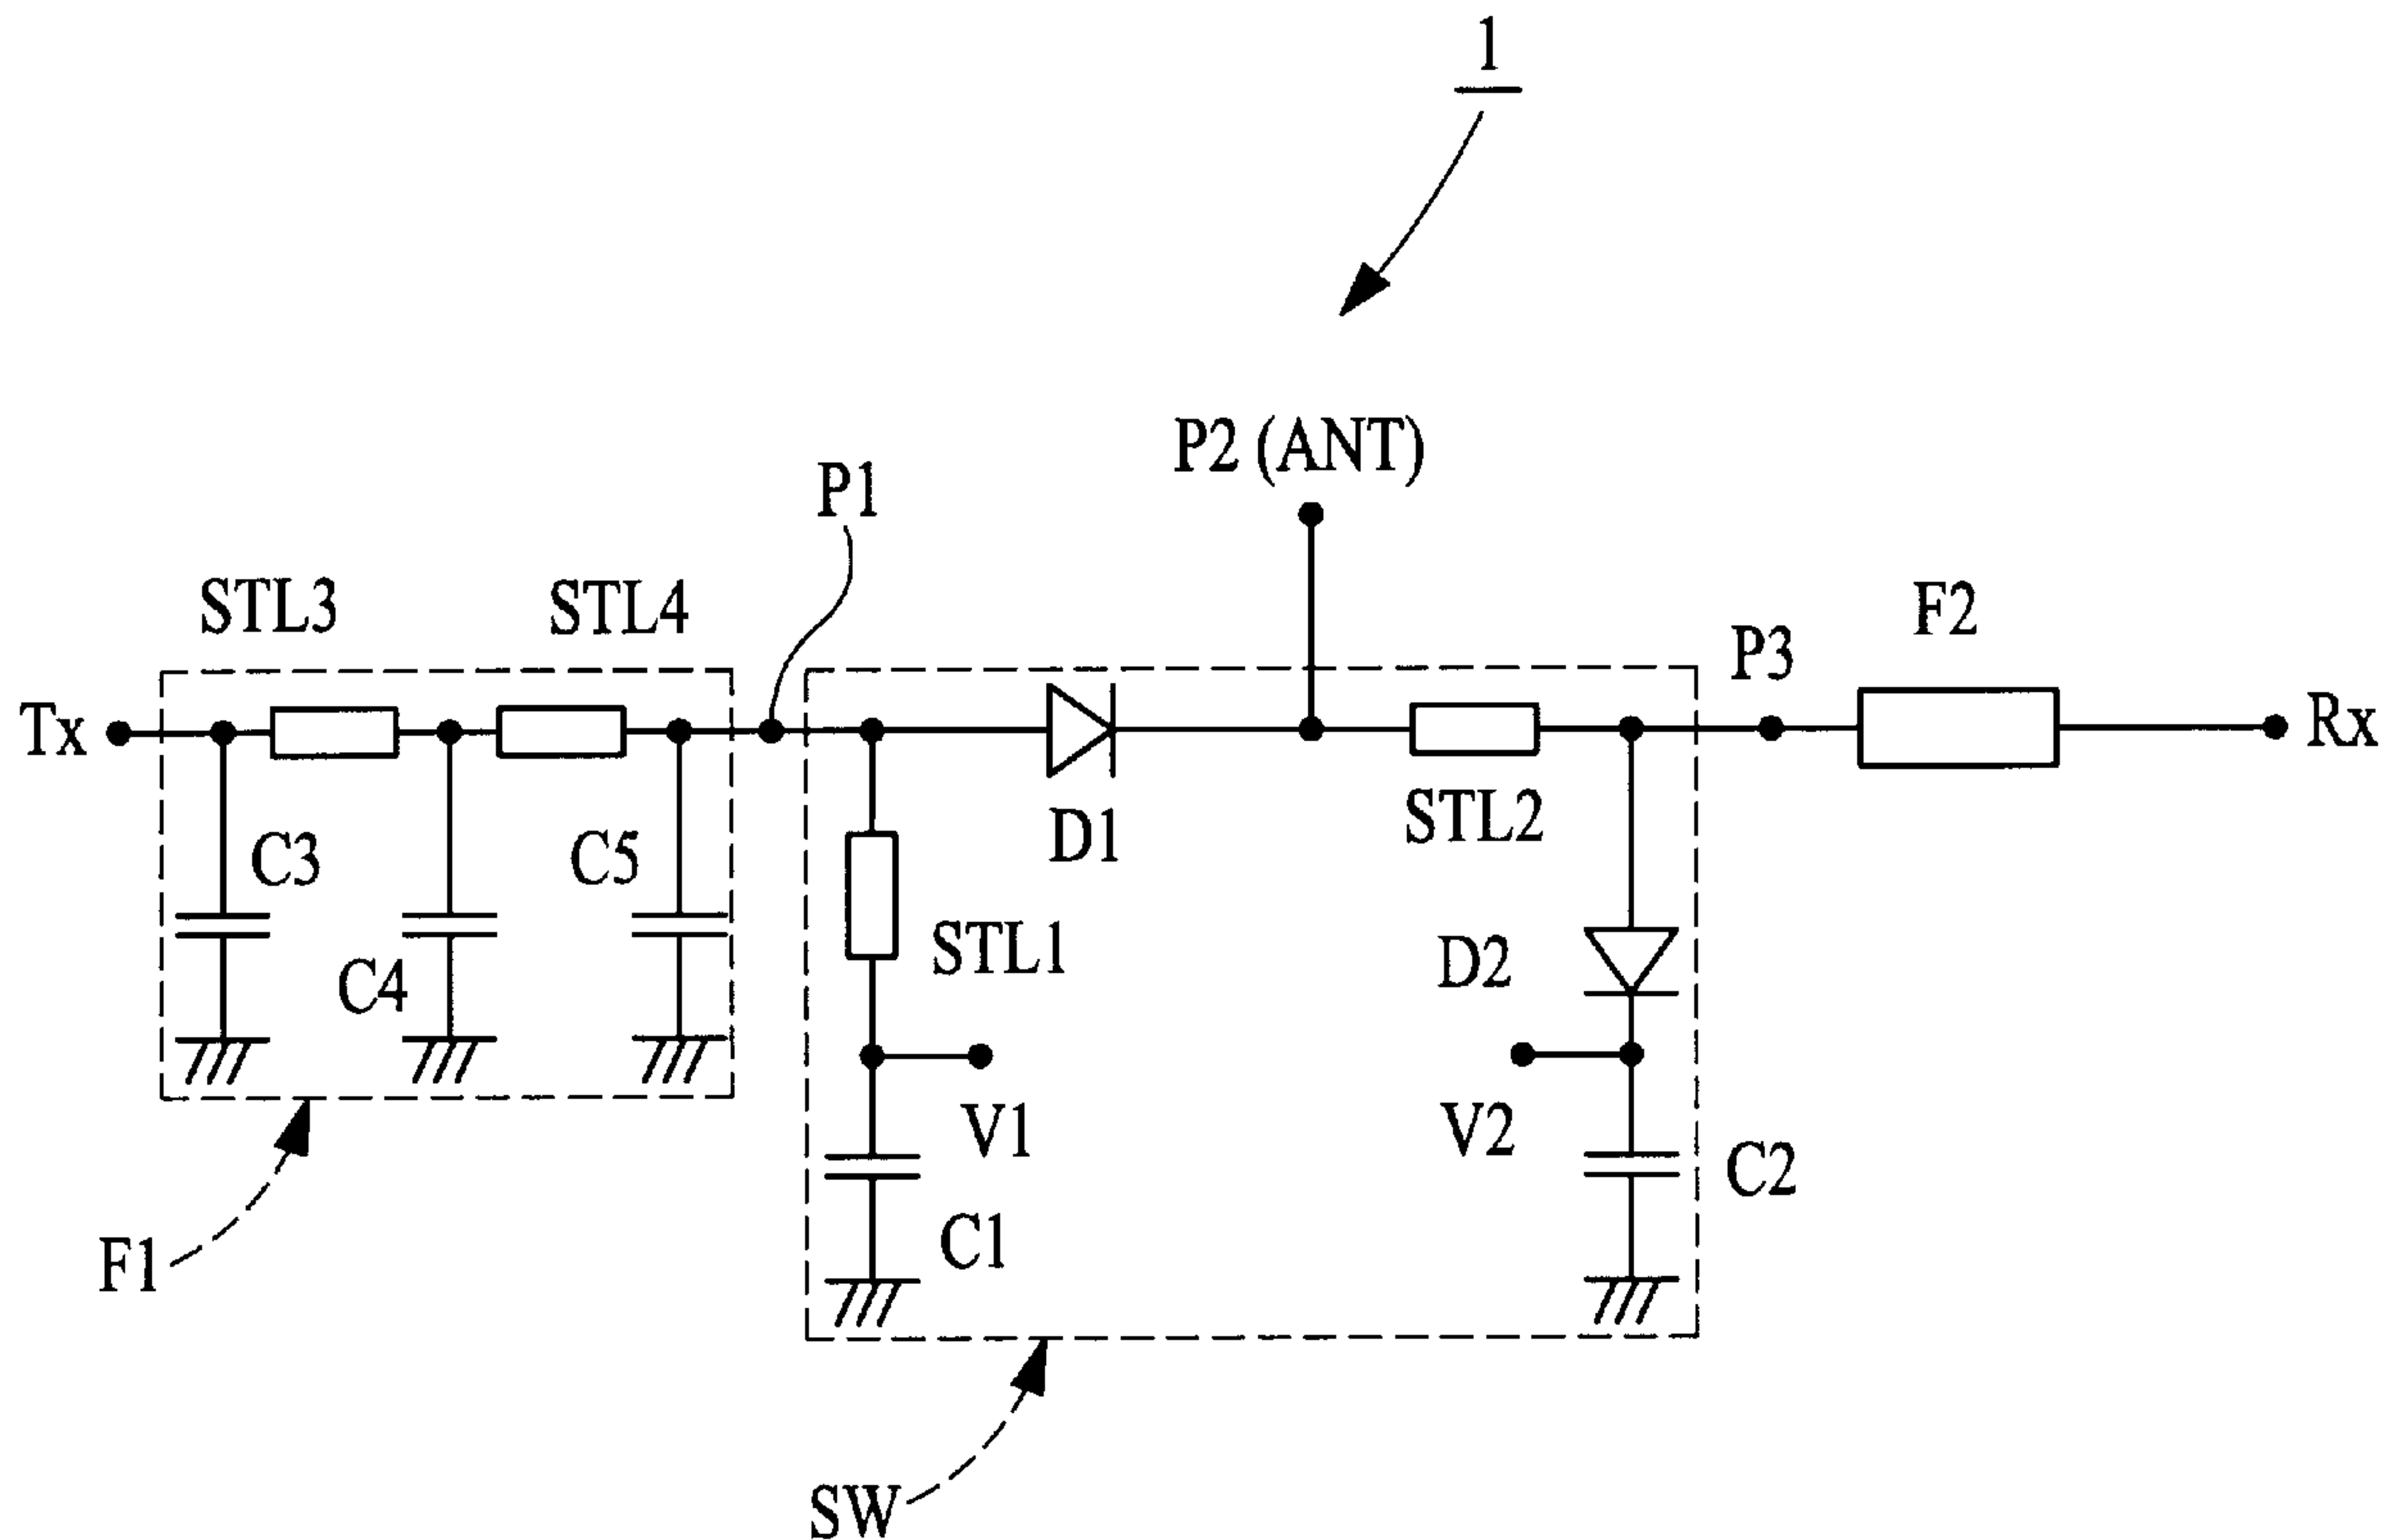 1
P2 (ANT)
P1
STL3
STL4
F2
P3
Tx
Rx
D1
STL2
C3
C5
STL1
D2
C4
V1
V2
C2
C1
F1
SW